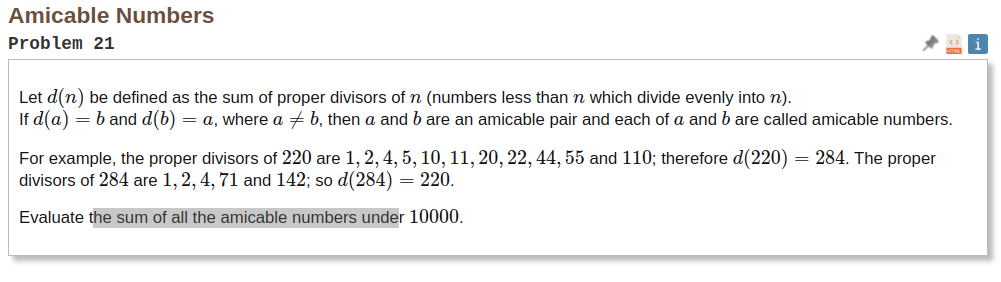 Amicable Numbers
Problem 21
HTML i
Let d(n) be defined as the sum of proper divisors of n (numbers less than n which divide evenly into n).
If d(a) = b and d(b) = a, where a ≠ b, then a and b are an amicable pair and each of a and b are called amicable numbers.
For example, the proper divisors of 220 are 1, 2, 4, 5, 10, 11, 20, 22, 44, 55 and 110; therefore d(220) = 284. The proper
divisors of 284 are 1, 2, 4, 71 and 142; so d(284) = 220.
Evaluate the sum of all the amicable numbers under 10000.